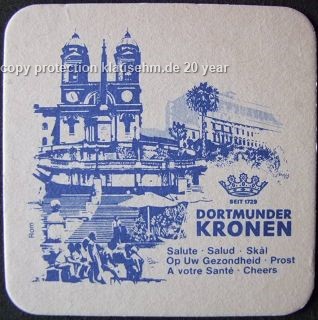 copy protection klausehm.de 20 year
Rom
SEIT 1729
DORTMUNDER
KRONEN
Salute · Salud · Skål
Op Uw Gezondheid · Prost
A votre Santé · Cheers